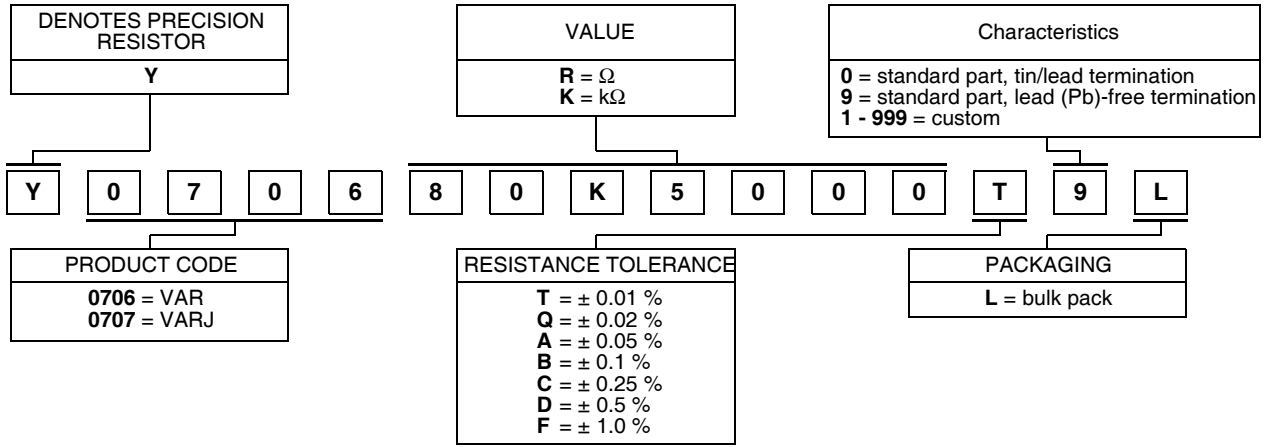 DENOTES PRECISION
RESISTOR
Y
VALUE
R = Ω
K = kΩ
Characteristics
0 = standard part, tin/lead termination
9 = standard part, lead (Pb)-free termination
1 - 999 = custom
Y 0 7 0 6 8 0 K 5 0 0 0 T 9 L
PRODUCT CODE
0706 = VAR
0707 = VARJ
RESISTANCE TOLERANCE
T = ± 0.01 %
Q = ± 0.02 %
A = ± 0.05 %
B = ± 0.1 %
C = ± 0.25 %
D = ± 0.5 %
F = ± 1.0 %
PACKAGING
L = bulk pack